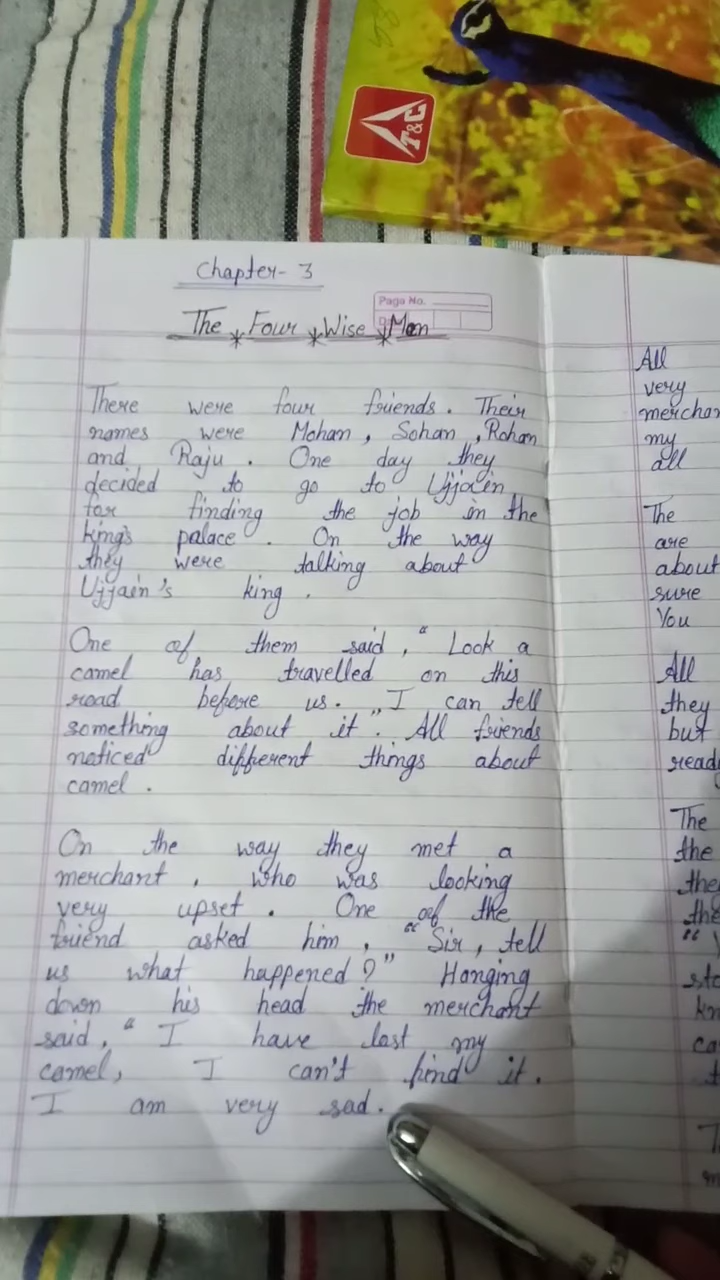 58
T&C
Chapter- 3
Page No.
The Four Wise Men
There were four friends. Their
names were Mohan, Sohan, Rohan
and Raju. One day they
decided to go to Ujjain
for finding the job in the
king's palace. On the way
they were talking about
Ujjain's king.
One of them said, "Look a
camel has travelled on this
road before us. I can tell
something about it". All friends
noticed different things about
camel.
On the way they met a
merchant, who was looking
very upset. One of the
friend asked him, "Sir, tell
us what happened?" Hanging
down his head the merchant
said, "I have lost my
camel, I can't find it.
I am very sad.
All
very
my
all
The
are
about
sure
You
All
they
but
The
the